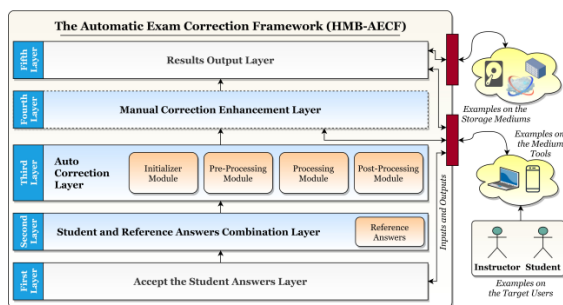 The Automatic Exam Correction Framework (HMB-AECF)
Fifth
Layer
Results Output Layer
Fourth
Layer
Manual Correction Enhancement Layer
Third
Layer
Auto
Correction
Layer
Initializer
Module
Pre-Processing
Module
Processing
Module
Post-Processing
Module
Second
Layer
Student and Reference Answers Combination Layer
Reference
Answers
First
Layer
Accept the Student Answers Layer
Inputs and Outputs
Examples on the
Storage Mediums
Examples on
the Medium
Tools
Instructor
Student
Examples on
the Target Users